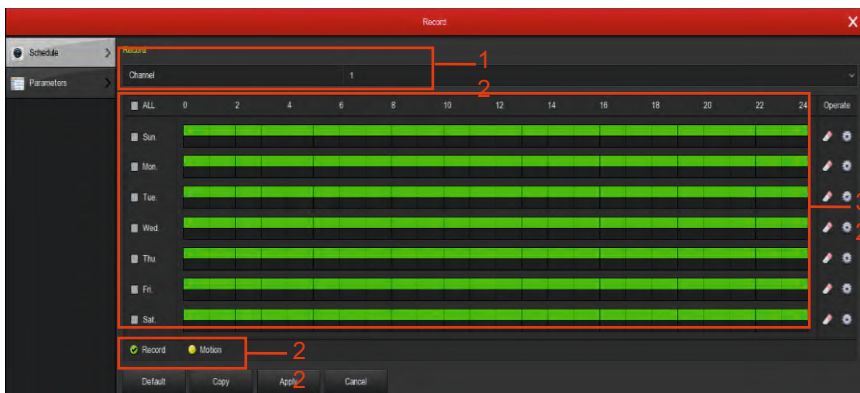 Record X
Schedule
Parameters
Record
Channel 1
1
2
ALL 0 2 4 6 8 10 12 14 16 18 20 22 24 Operate
Sun.
Mon.
Tue.
3
Wed.
2
Thu.
Fri.
Sat.
Record Motion 2
Default Copy Apply Cancel
2